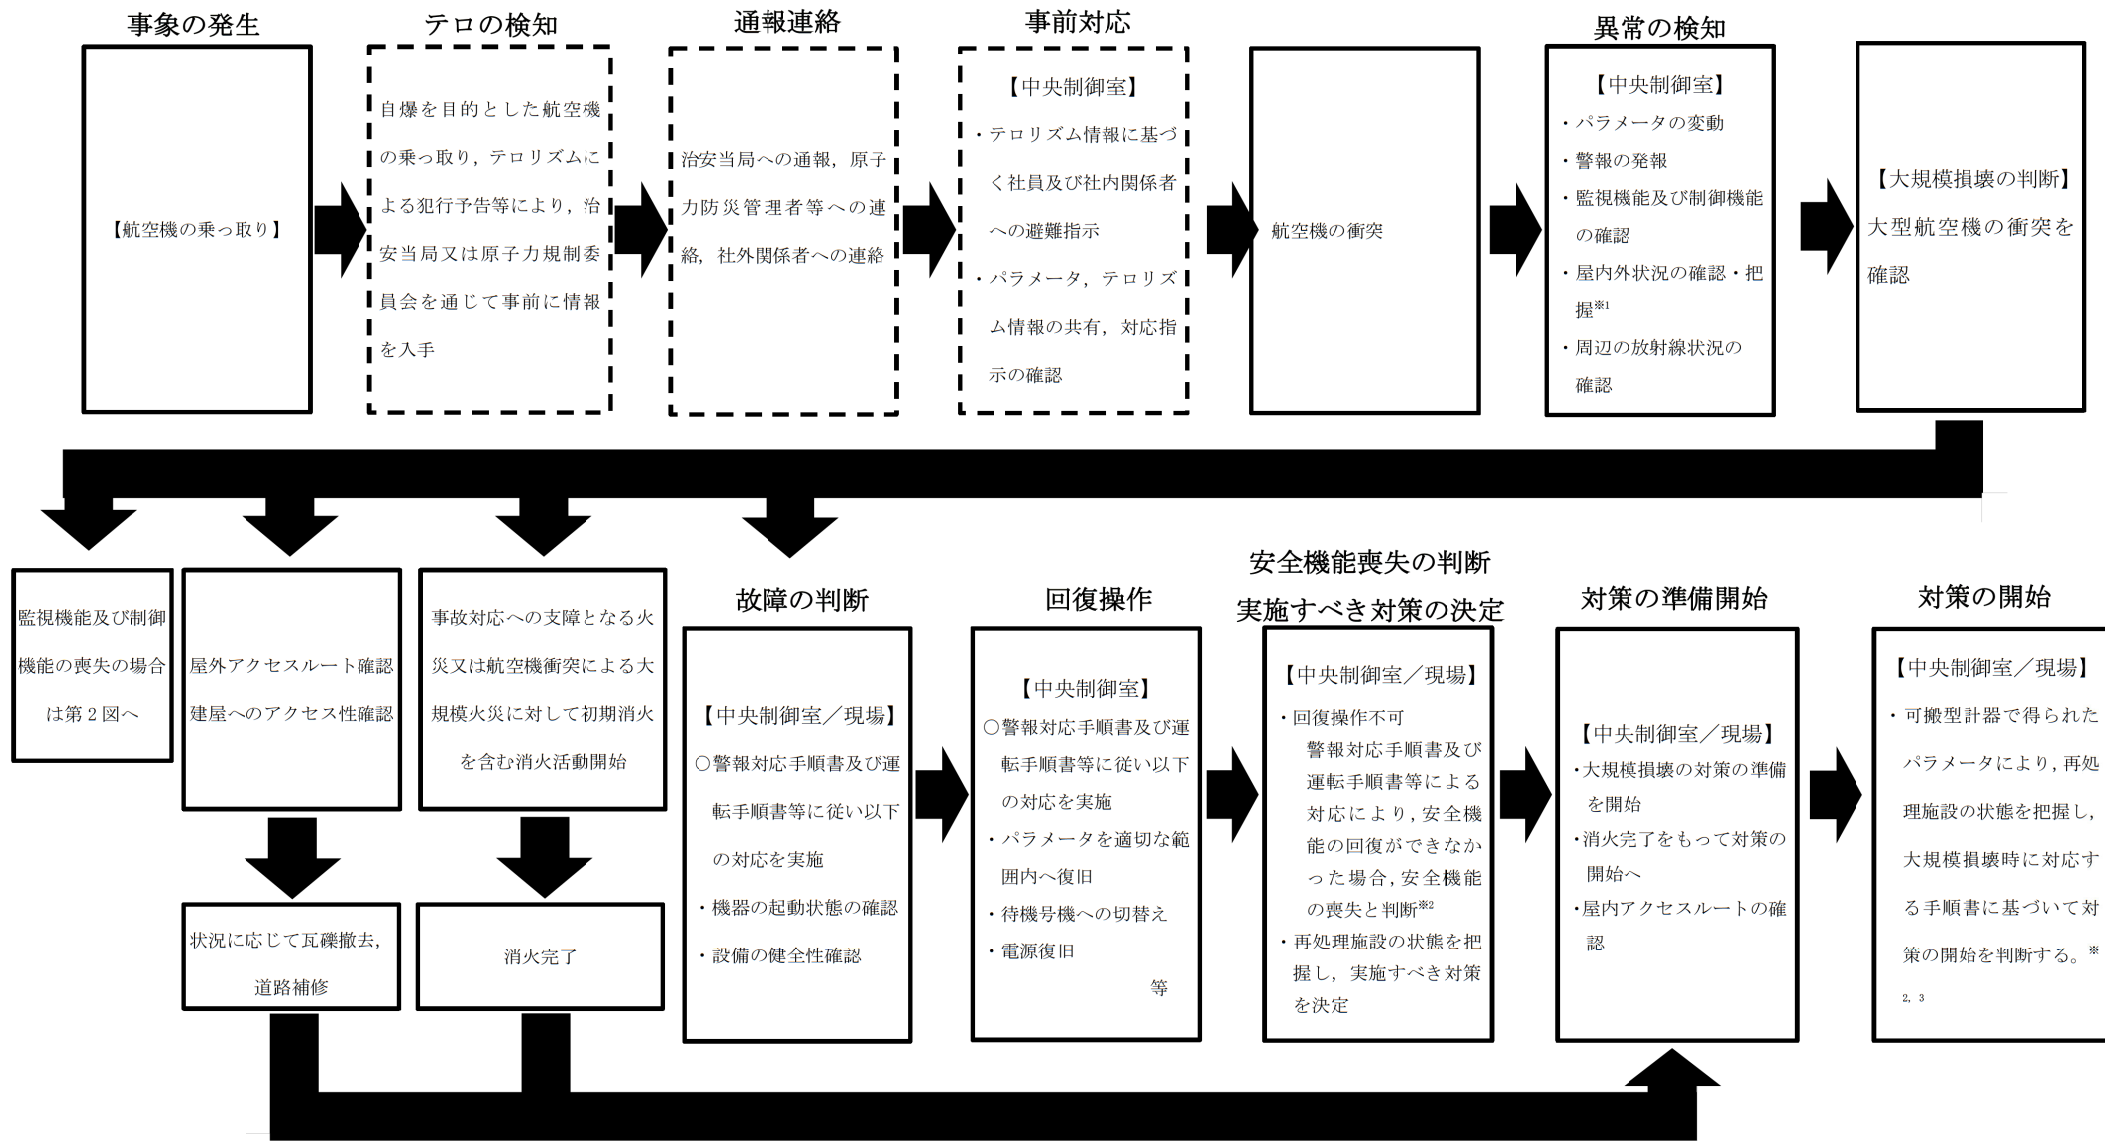 事象の発生
【航空機の乗っ取り】
テロの検知
自爆を目的とした航空機
の乗っ取り，テロリズムに
よる犯行予告等により，治
安当局又は原子力規制委
員会を通じて事前に情報
を入手
通報連絡
治安当局への通報，原子
力防災管理者等への連
絡，社外関係者への連絡
事前対応
【中央制御室】
・テロリズム情報に基づ
く社員及び社内関係者
への避難指示
・パラメータ，テロリズ
ム情報の共有，対応指
示の確認
航空機の衝突
異常の検知
【中央制御室】
・パラメータの変動
・警報の発報
・監視機能及び制御機能
の確認
・屋内外状況の確認・把
握※1
・周辺の放射線状況の
確認
【大規模損壊の判断】
大型航空機の衝突を
確認
監視機能及び制御
機能の喪失の場合
は第２図へ
屋外アクセスルート確認
建屋へのアクセス性確認
状況に応じて瓦礫撤去，
道路補修
事故対応への支障となる火
災又は航空機衝突による大
規模火災に対して初期消火
を含む消火活動開始
消火完了
故障の判断
【中央制御室／現場】
○警報対応手順書及び運
転手順書等に従い以下
の対応を実施
・機器の起動状態の確認
・設備の健全性確認
回復操作
【中央制御室】
○警報対応手順書及び運
転手順書等に従い以下
の対応を実施
・パラメータを適切な範
囲内へ復旧
・待機号機への切替え
・電源復旧
等
安全機能喪失の判断
実施すべき対策の決定
【中央制御室／現場】
・回復操作不可
警報対応手順書及び
運転手順書等による
対応により，安全機
能の回復ができなか
った場合，安全機能
の喪失と判断※2
・再処理施設の状態を把
握し，実施すべき対策
を決定
対策の準備開始
【中央制御室／現場】
・大規模損壊の対策の準備
を開始
・消火完了をもって対策の
開始へ
・屋内アクセスルートの確
認
対策の開始
【中央制御室／現場】
・可搬型計器で得られた
パラメータにより，再処
理施設の状態を把握し，
大規模損壊時に対応す
る手順書に基づいて対
策の開始を判断する。※
2, 3